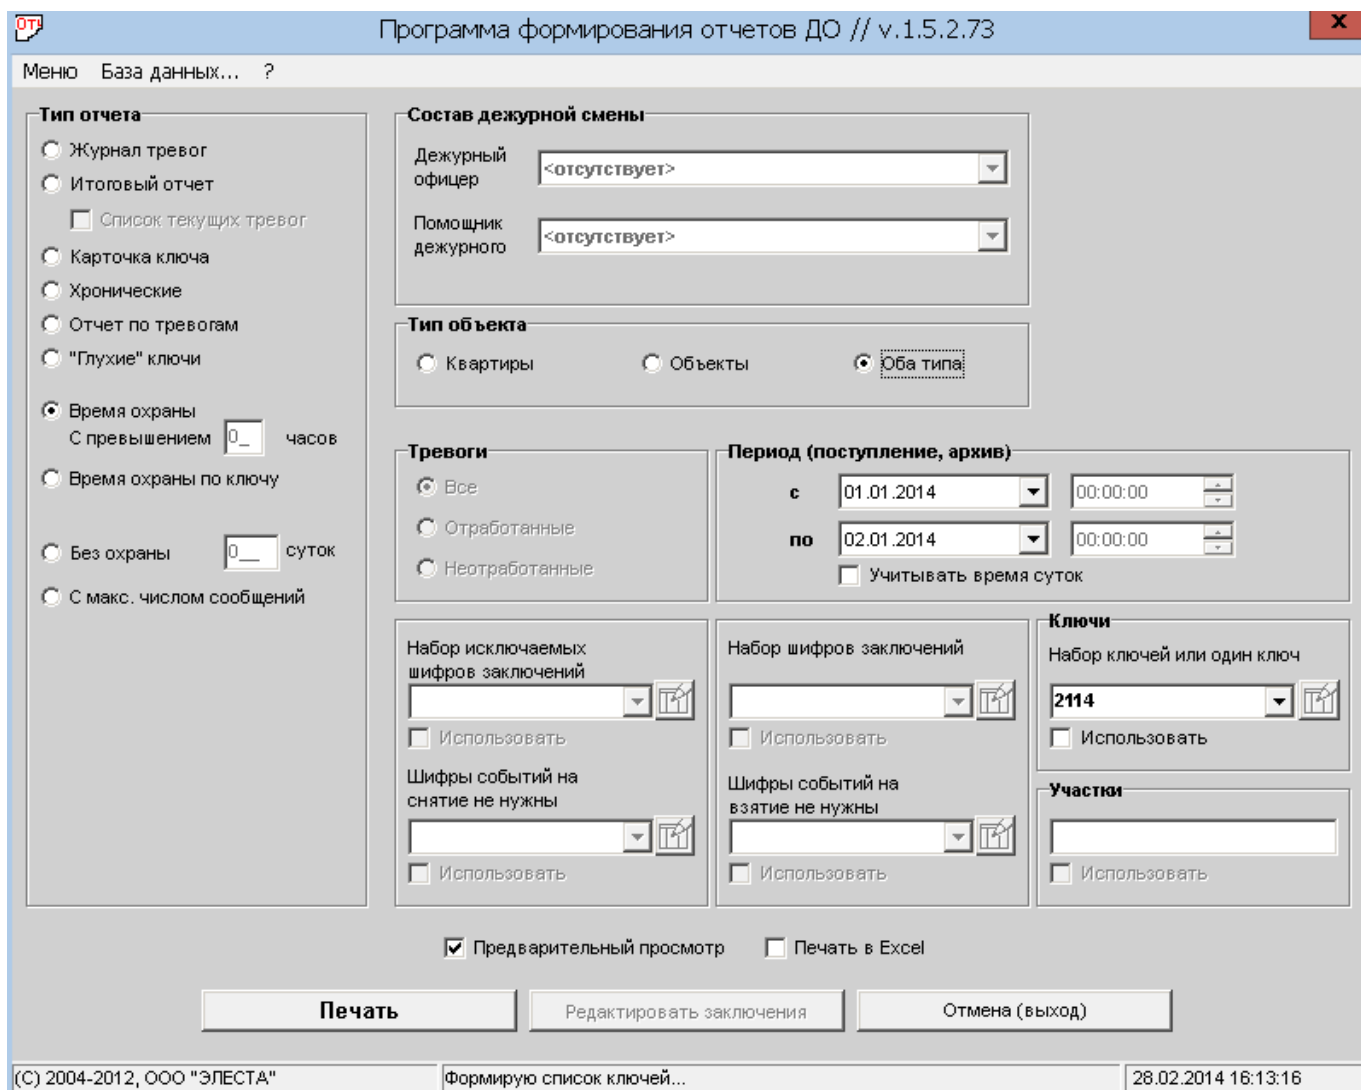 ОТЧ
Программа формирования отчетов ДО // v.1.5.2.73
x
Меню База данных... ?
Тип отчета
Журнал тревог
Итоговый отчет
Список текущих тревог
Карточка ключа
Хронические
Отчет по тревогам
"Глухие" ключи
Время охраны
С превышением 0_ часов
Время охраны по ключу
Без охраны 0__ суток
С макс. числом сообщений
Состав дежурной смены
Дежурный
офицер
<отсутствует>
Помощник
дежурного
<отсутствует>
Тип объекта
Квартиры Объекты Оба типа
Тревоги
Все
Отработанные
Неотработанные
Период (поступление, архив)
с 01.01.2014 00:00:00
по 02.01.2014 00:00:00
Учитывать время суток
Набор исключаемых
шифров заключений
Использовать
Шифры событий на
снятие не нужны
Использовать
Набор шифров заключений
Использовать
Шифры событий на
взятие не нужны
Использовать
Ключи
Набор ключей или один ключ
2114
Использовать
Участки
Использовать
Предварительный просмотр Печать в Excel
Печать Редактировать заключения Отмена (выход)
(C) 2004-2012, ООО "ЭЛЕСТА" Формирую список ключей... 28.02.2014 16:13:16